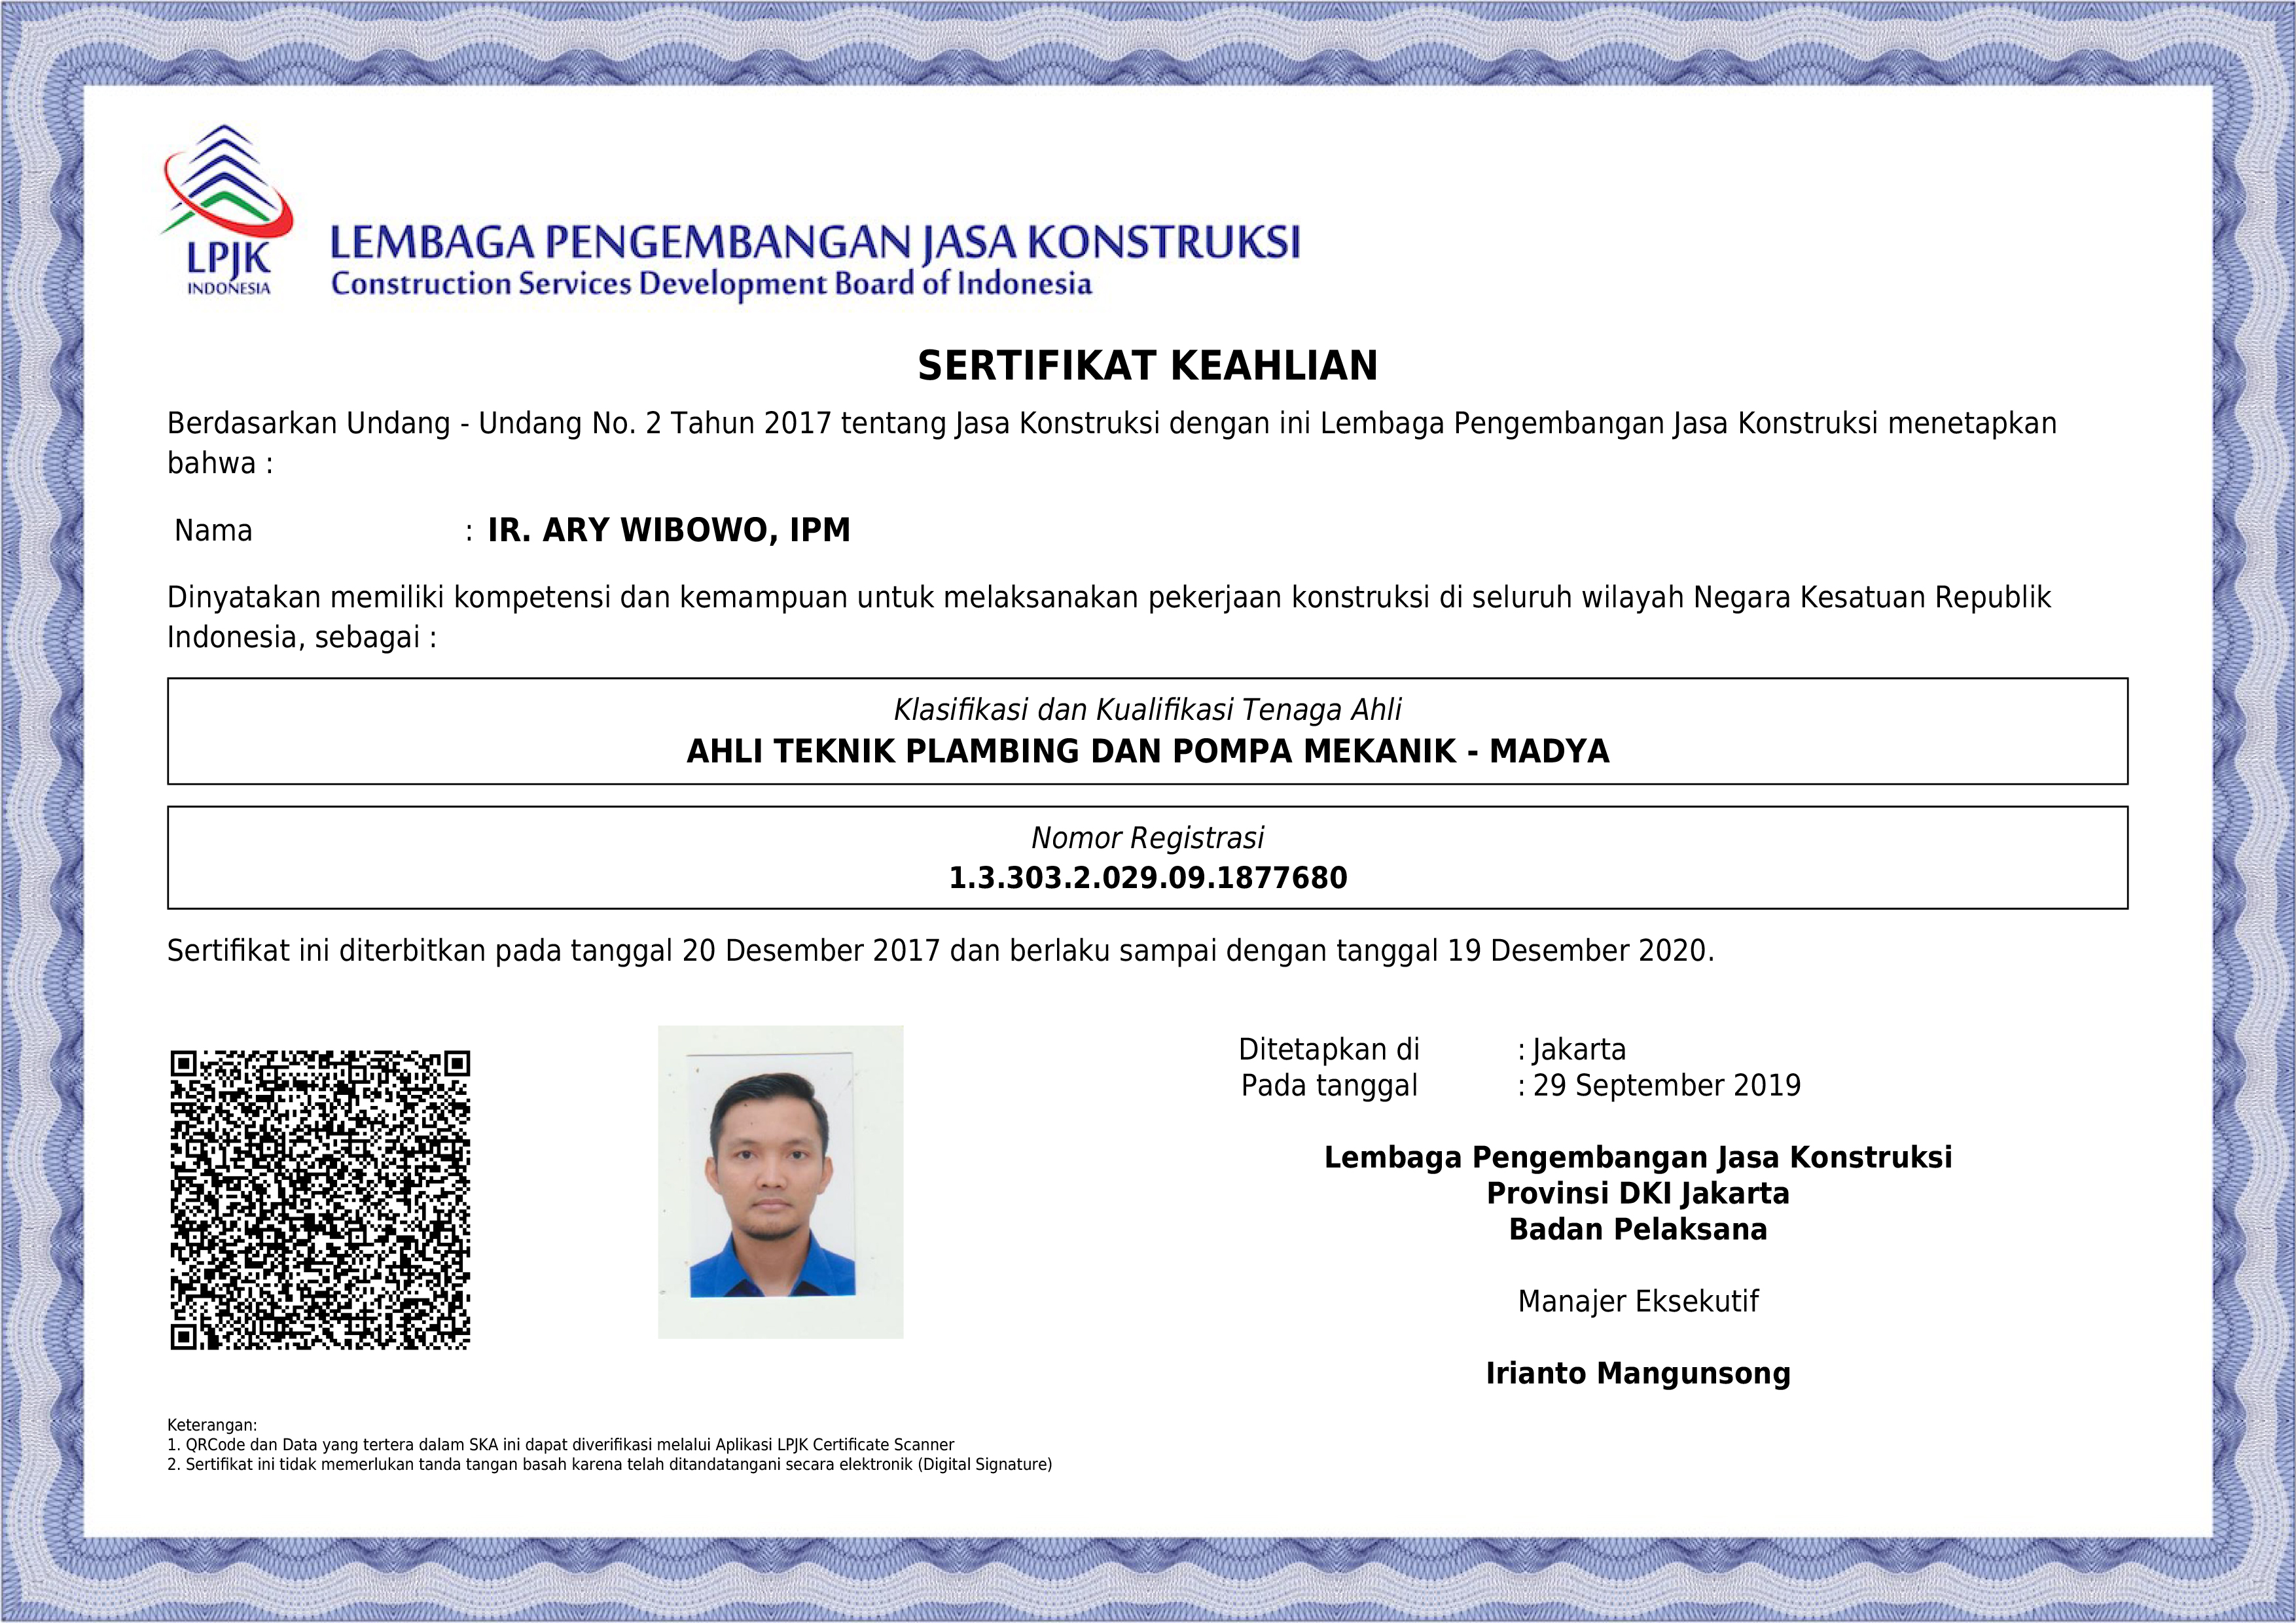 LPJK
INDONESIA
LEMBAGA PENGEMBANGAN JASA KONSTRUKSI
Construction Services Development Board of Indonesia
SERTIFIKAT KEAHLIAN
Berdasarkan Undang - Undang No. 2 Tahun 2017 tentang Jasa Konstruksi dengan ini Lembaga Pengembangan Jasa Konstruksi menetapkan
bahwa :
Nama : IR. ARY WIBOWO, IPM
Dinyatakan memiliki kompetensi dan kemampuan untuk melaksanakan pekerjaan konstruksi di seluruh wilayah Negara Kesatuan Republik
Indonesia, sebagai :
Klasifikasi dan Kualifikasi Tenaga Ahli
AHLI TEKNIK PLAMBING DAN POMPA MEKANIK - MADYA
Nomor Registrasi
1.3.303.2.029.09.1877680
Sertifikat ini diterbitkan pada tanggal 20 Desember 2017 dan berlaku sampai dengan tanggal 19 Desember 2020.
Ditetapkan di : Jakarta
Pada tanggal : 29 September 2019
Lembaga Pengembangan Jasa Konstruksi
Provinsi DKI Jakarta
Badan Pelaksana
Manajer Eksekutif
Irianto Mangunsong
Keterangan:
1. QRCode dan Data yang tertera dalam SKA ini dapat diverifikasi melalui Aplikasi LPJK Certificate Scanner
2. Sertifikat ini tidak memerlukan tanda tangan basah karena telah ditandatangani secara elektronik (Digital Signature)